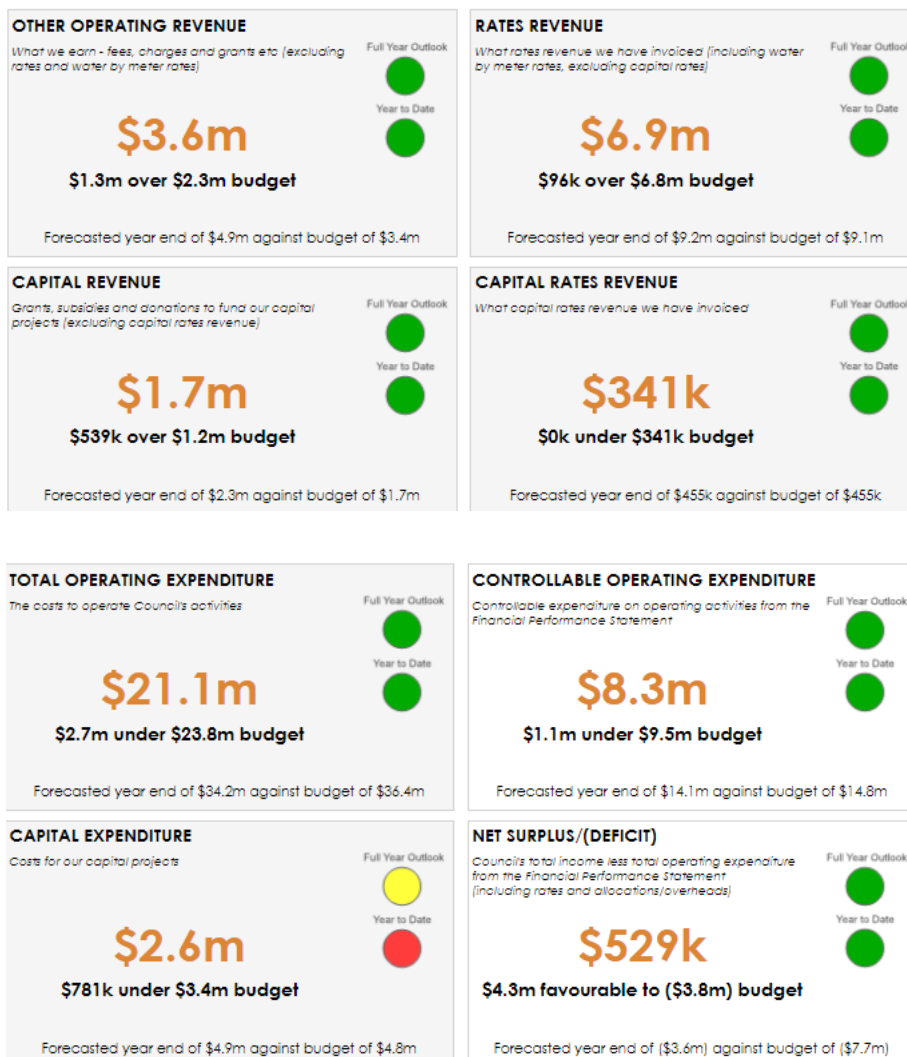 OTHER OPERATING REVENUE
What we earn - fees, charges and grants etc (excluding
rates and water by meter rates)
Full Year Outlook
Year to Date
$3.6m
$1.3m over $2.3m budget
Forecasted year end of $4.9m against budget of $3.4m
RATES REVENUE
What rates revenue we have invoiced (including water
by meter rates, excluding capital rates)
Full Year Outlook
Year to Date
$6.9m
$96k over $6.8m budget
Forecasted year end of $9.2m against budget of $9.1m
CAPITAL REVENUE
Grants, subsidies and donations to fund our capital
projects (excluding capital rates revenue)
Full Year Outlook
Year to Date
$1.7m
$539k over $1.2m budget
Forecasted year end of $2.3m against budget of $1.7m
CAPITAL RATES REVENUE
What capital rates revenue we have invoiced
Full Year Outlook
Year to Date
$341k
$0k under $341k budget
Forecasted year end of $455k against budget of $455k
TOTAL OPERATING EXPENDITURE
The costs to operate Council's activities
Full Year Outlook
Year to Date
$21.1m
$2.7m under $23.8m budget
Forecasted year end of $34.2m against budget of $36.4m
CONTROLLABLE OPERATING EXPENDITURE
Controllable expenditure on operating activities from the
Financial Performance Statement
Full Year Outlook
Year to Date
$8.3m
$1.1m under $9.5m budget
Forecasted year end of $14.1m against budget of $14.8m
CAPITAL EXPENDITURE
Costs for our capital projects
Full Year Outlook
Year to Date
$2.6m
$781k under $3.4m budget
Forecasted year end of $4.9m against budget of $4.8m
NET SURPLUS/(DEFICIT)
Council's total income less total operating expenditure
from the Financial Performance Statement
(including rates and allocations/overheads)
Full Year Outlook
Year to Date
$529k
$4.3m favourable to ($3.8m) budget
Forecasted year end of ($3.6m) against budget of ($7.7m)